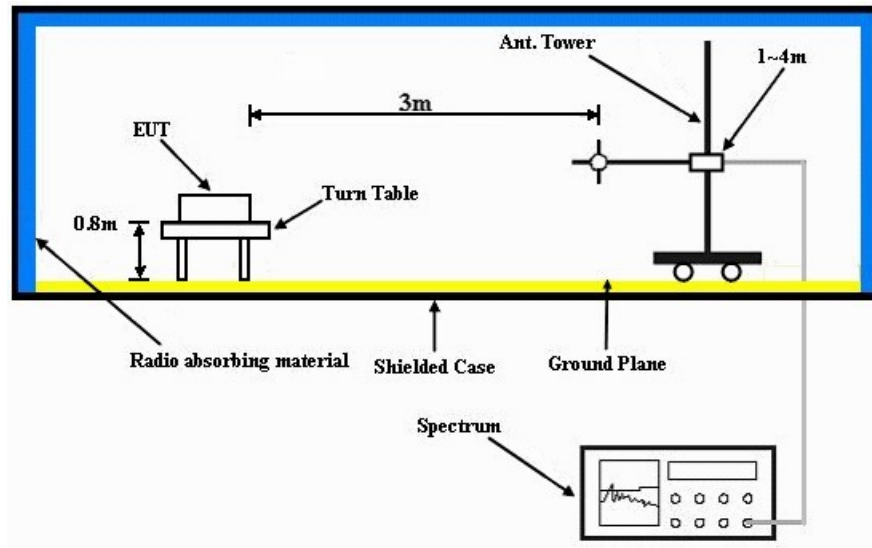 Ant. Tower
1~4m
3m
EUT
Turn Table
0.8m
Radio absorbing material
Shielded Case
Ground Plane
Spectrum